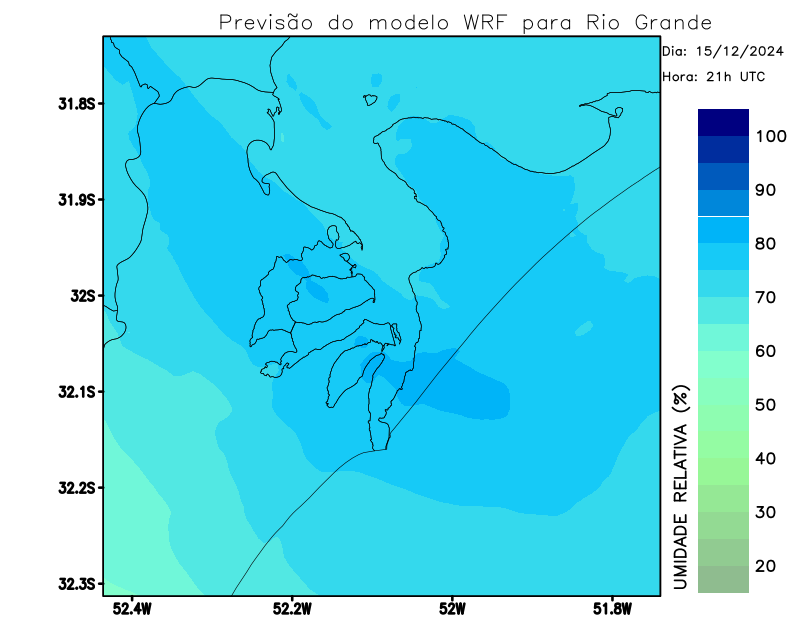 Previsão do modelo WRF para Rio Grande
Dia: 15/12/2024
Hora: 21h UTC
31.8S
31.9S
32S
32.1S
32.2S
32.3S
52.4W
52.2W
52W
51.8W
100
90
80
70
60
50
40
30
20
UMIDADE RELATIVA (%)